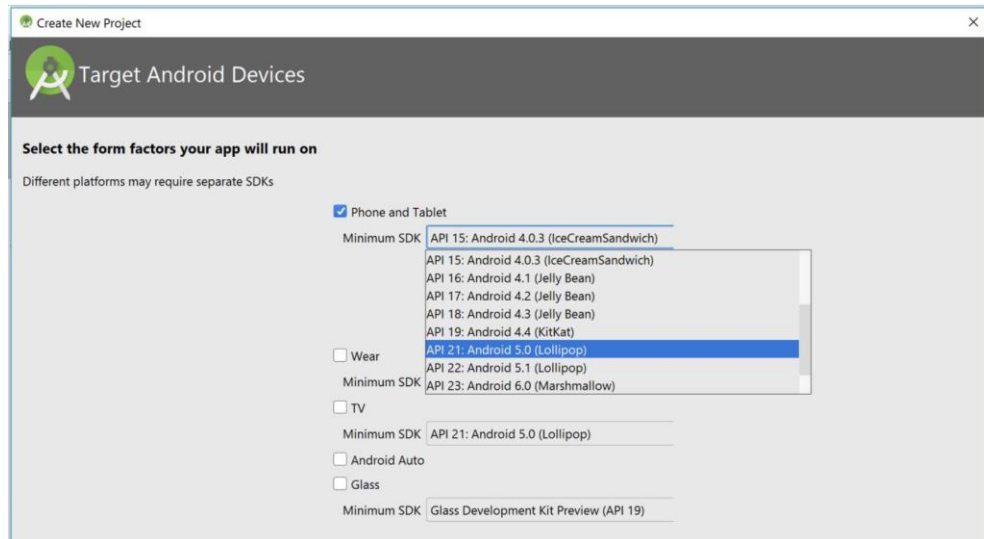 Create New Project
Target Android Devices
Select the form factors your app will run on
Different platforms may require separate SDKs
Phone and Tablet
Minimum SDK API 15: Android 4.0.3 (IceCreamSandwich)
API 15: Android 4.0.3 (IceCreamSandwich)
API 16: Android 4.1 (Jelly Bean)
API 17: Android 4.2 (Jelly Bean)
API 18: Android 4.3 (Jelly Bean)
API 19: Android 4.4 (KitKat)
API 21: Android 5.0 (Lollipop)
Wear
API 22: Android 5.1 (Lollipop)
Minimum SDK API 23: Android 6.0 (Marshmallow)
TV
Minimum SDK API 21: Android 5.0 (Lollipop)
Android Auto
Glass
Minimum SDK Glass Development Kit Preview (API 19)